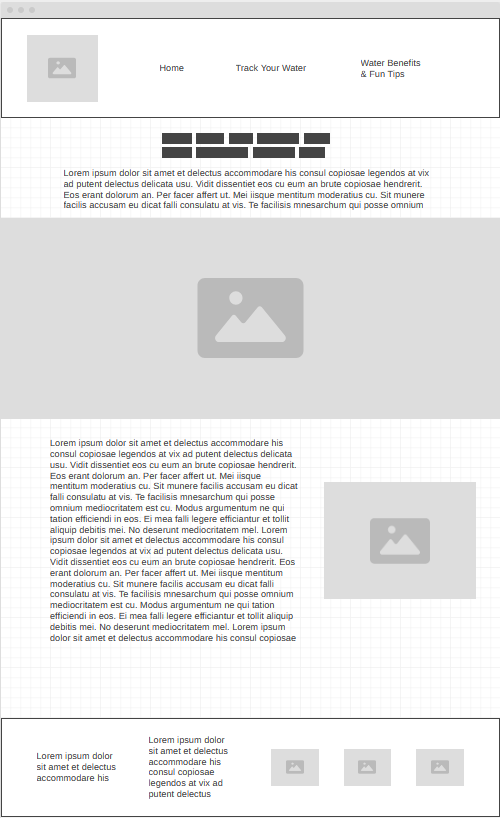 Home
Track Your Water
Water Benefits
& Fun Tips
Lorem ipsum dolor sit amet et delectus accommodare his consul copiosae legendos at vix
ad putent delectus delicata usu. Vidit dissentiet eos cu eum an brute copiosae hendrerit.
Eos erant dolorum an. Per facer affert ut. Mei iisque mentitum moderatius cu. Sit munere
facilis accusam eu dicat falli consulatu at vis. Te facilisis mnesarchum qui posse omnium
Lorem ipsum dolor sit amet et delectus accommodare his
consul copiosae legendos at vix ad putent delectus delicata
usu. Vidit dissentiet eos cu eum an brute copiosae hendrerit.
Eos erant dolorum an. Per facer affert ut. Mei iisque
mentitum moderatius cu. Sit munere facilis accusam eu dicat
falli consulatu at vis. Te facilisis mnesarchum qui posse
omnium mediocritatem est cu. Modus argumentum ne qui
tation efficiendi in eos. Ei mea falli legere efficiantur et tollit
aliquip debitis mei. No deserunt mediocritatem mel. Lorem
ipsum dolor sit amet et delectus accommodare his consul
copiosae legendos at vix ad putent delectus delicata usu.
Vidit dissentiet eos cu eum an brute copiosae hendrerit. Eos
erant dolorum an. Per facer affert ut. Mei iisque mentitum
moderatius cu. Sit munere facilis accusam eu dicat falli
consulatu at vis. Te facilisis mnesarchum qui posse omnium
mediocritatem est cu. Modus argumentum ne qui tation
efficiendi in eos. Ei mea falli legere efficiantur et tollit aliquip
debitis mei. No deserunt mediocritatem mel. Lorem ipsum
dolor sit amet et delectus accommodare his consul copiosae
Lorem ipsum dolor
sit amet et delectus
accommodare his
Lorem ipsum dolor
sit amet et delectus
accommodare his
consul copiosae
legendos at vix ad
putent delectus